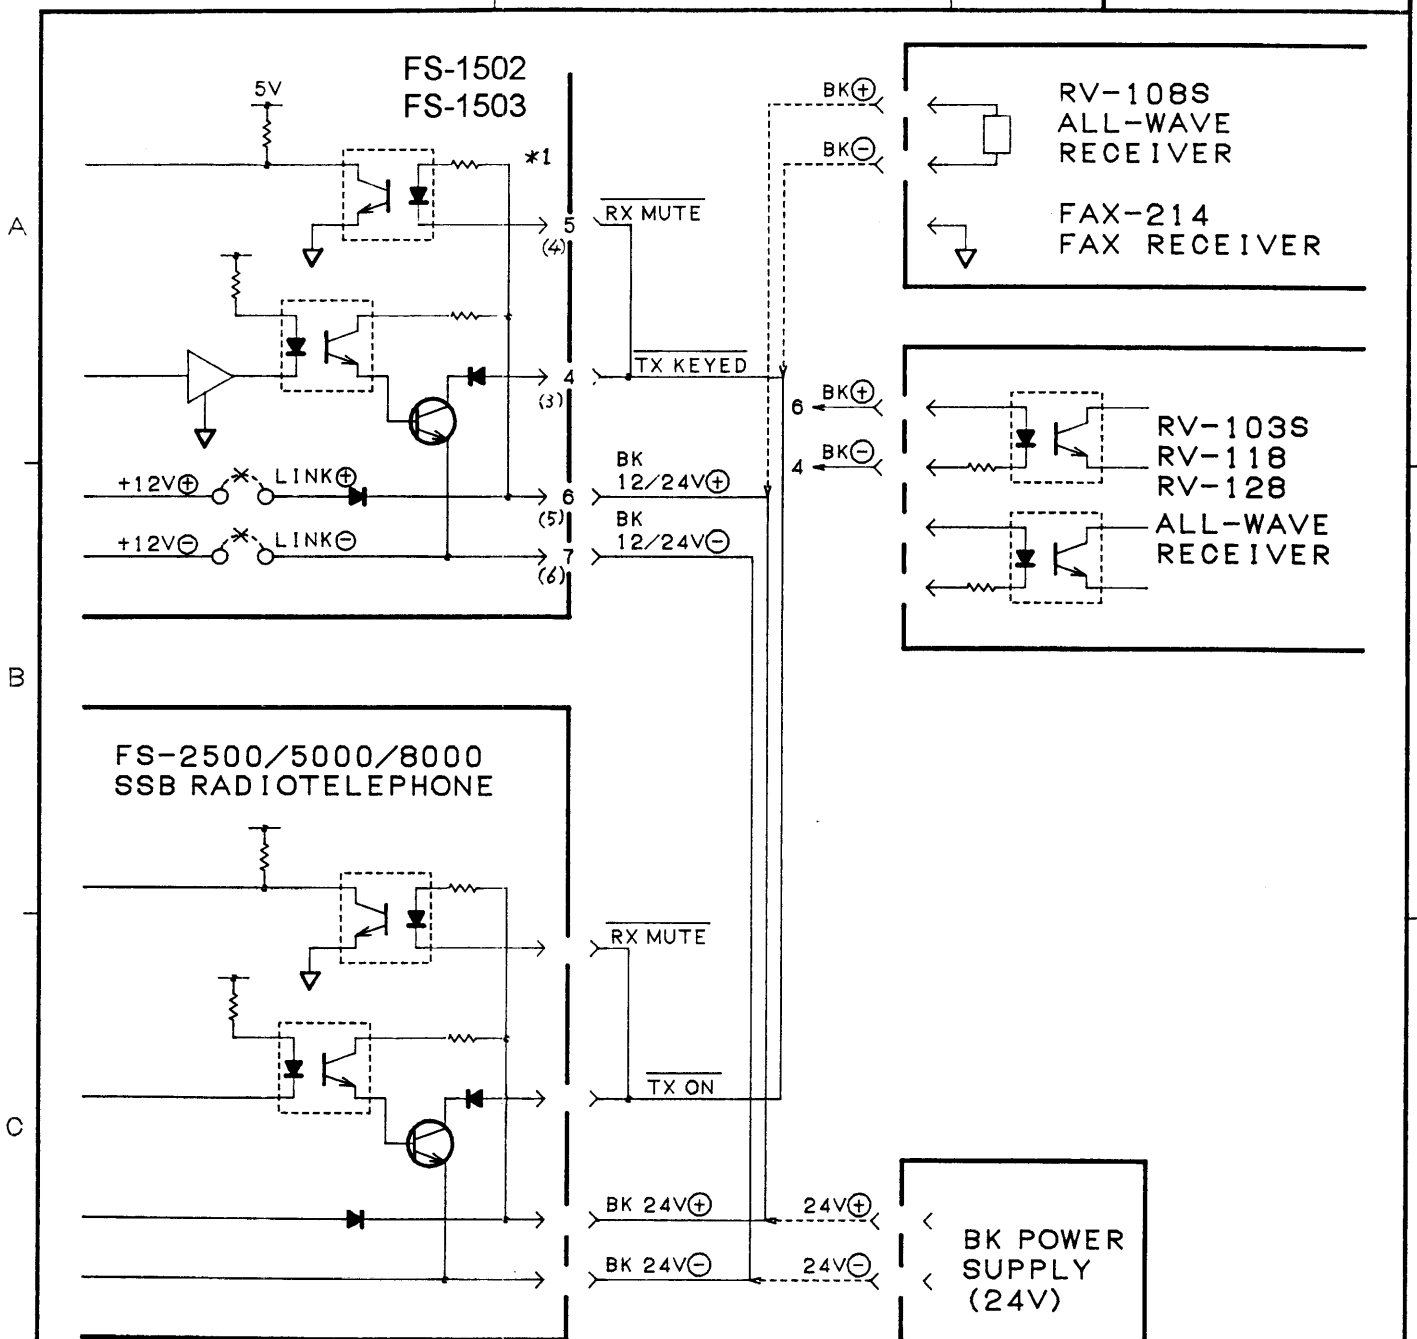 FS-1502
FS-1503
5V
*1
A
5
(4)
RX MUTE
4
(3)
TX KEYED
+12V⊕
LINK⊕
6
(5)
BK
12/24V⊕
+12V⊖
LINK⊖
7
(6)
BK
12/24V⊖
BK⊕
BK⊖
RV-108S
ALL-WAVE
RECEIVER
FAX-214
FAX RECEIVER
6
BK⊕
4
BK⊖
RV-103S
RV-118
RV-128
ALL-WAVE
RECEIVER
B
FS-2500/5000/8000
SSB RADIOTELEPHONE
RX MUTE
C
TX ON
BK 24V⊕
24V⊕
BK 24V⊖
24V⊖
BK POWER
SUPPLY
(24V)